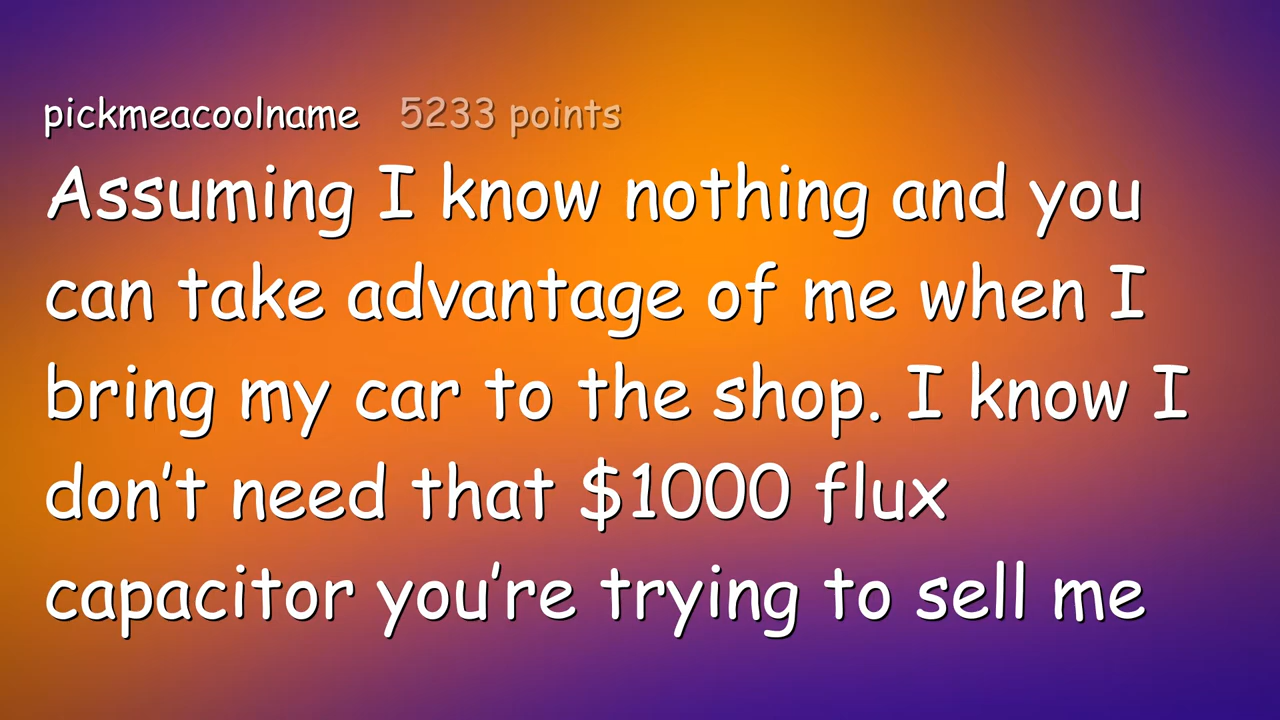 pickmeacoolname 5233 points
Assuming I know nothing and you
can take advantage of me when I
bring my car to the shop. I know I
don't need that $1000 flux
capacitor you're trying to sell me